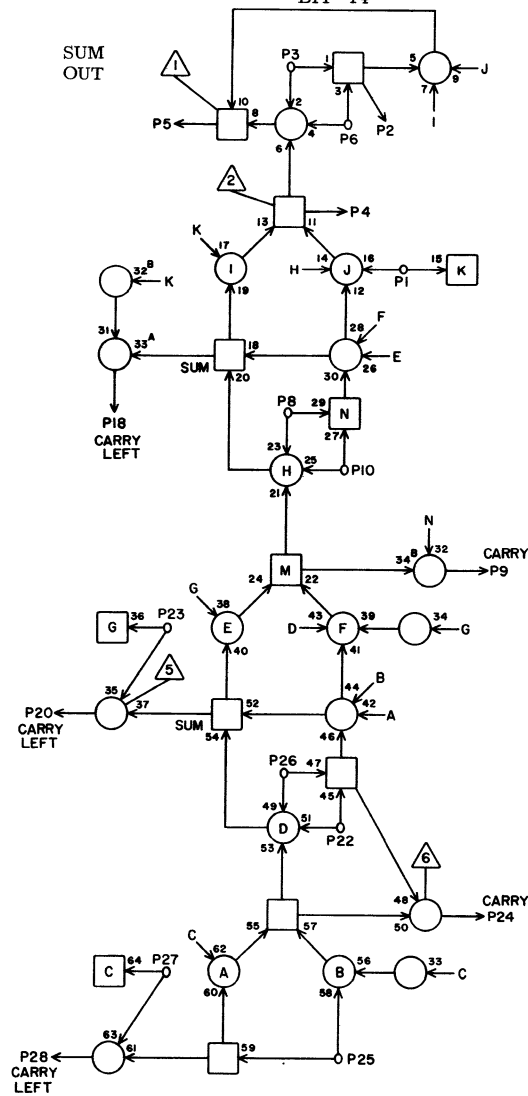 BIT 14
SUM
OUT
1
P3
1
5
J
9
7
I
10
P5
8
2
4
3
P6
P2
6
2
13
11
P4
K
17
I
19
H
14
J
16
P1
15
K
12
32
B
K
31
33
A
SUM
18
20
28
F
E
26
30
P18
CARRY
LEFT
P8
29
N
27
23
H
25
P10
21
M
24
22
N
34
B
32
CARRY
P9
G
38
E
40
D
43
F
39
34
G
41
G
36
P23
5
35
37
P20
CARRY
LEFT
SUM
52
54
44
B
42
A
46
P26
47
45
49
D
51
P22
53
6
48
50
CARRY
P24
55
57
C
62
A
60
B
56
33
C
58
C
64
P27
63
61
P28
CARRY
LEFT
59
P25